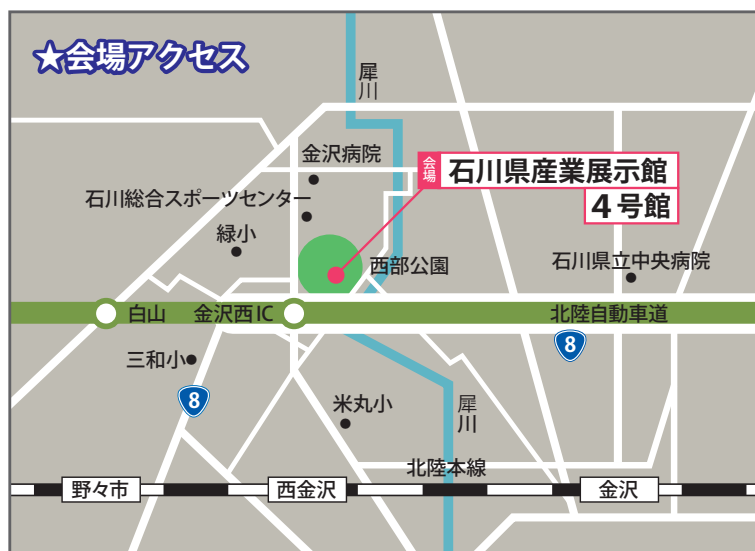 ★会場アクセス
犀川
金沢病院
会場
石川県産業展示館
4号館
石川総合スポーツセンター
緑小
西部公園
石川県立中央病院
白山
金沢西IC
北陸自動車道
8
三和小
8
米丸小
犀川
北陸本線
野々市
西金沢
金沢